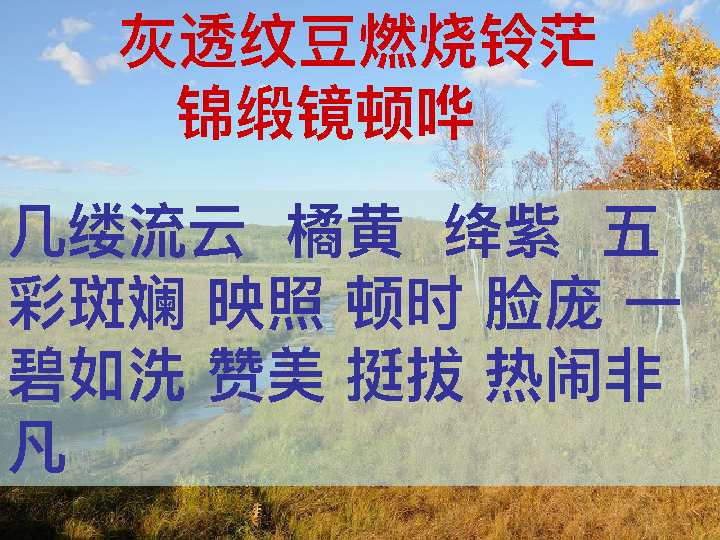 灰透纹豆燃烧铃茫
锦缎镜顿哗
几缕流云 橘黄 绛紫 五
彩斑斓 映照 顿时 脸庞 一
碧如洗 赞美 挺拔 热闹非
凡